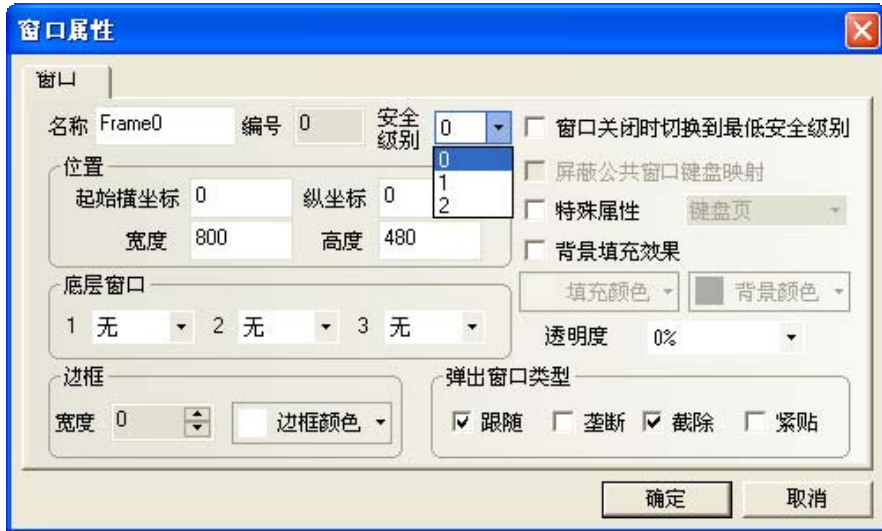 窗口属性
窗口
名称 Frame0 编号 0 安全级别 0 窗口关闭时切换到最低安全级别
0
1
2
位置
屏蔽公共窗口键盘映射
起始横坐标 0 纵坐标 0
特殊属性 键盘页
宽度 800 高度 480
背景填充效果
底层窗口
填充颜色 背景颜色
1 无 2 无 3 无
透明度 0%
边框
弹出窗口类型
宽度 0 边框颜色
跟随 垄断 截除 紧贴
确定 取消